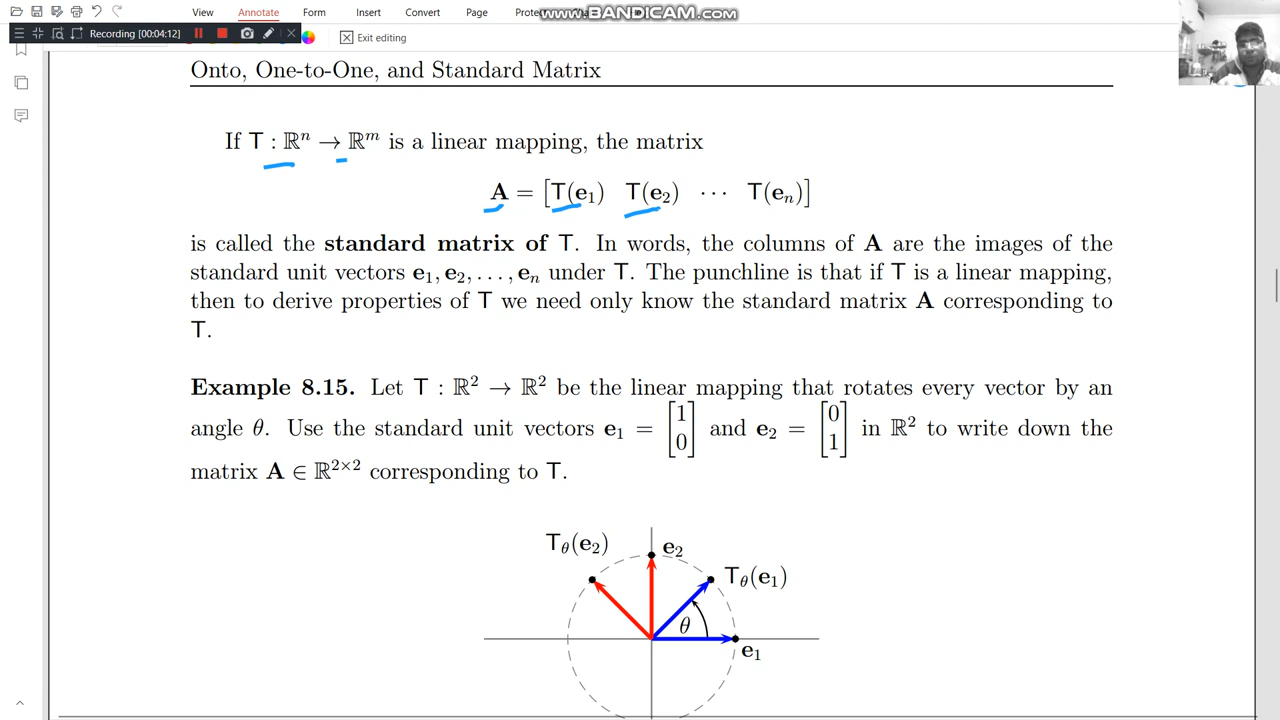 View Annotate Form Insert Convert Page
www.BANDICAM.com
Recording [00:04:12]
Exit editing
Onto, One-to-One, and Standard Matrix
If T : ℝⁿ → ℝᵐ is a linear mapping, the matrix
A = [T(e₁) T(e₂) ⋯ T(eₙ)]
is called the standard matrix of T. In words, the columns of A are the images of the
standard unit vectors e₁, e₂, . . . , eₙ under T. The punchline is that if T is a linear mapping,
then to derive properties of T we need only know the standard matrix A corresponding to
T.
Example 8.15. Let T : ℝ² → ℝ² be the linear mapping that rotates every vector by an
angle θ. Use the standard unit vectors e₁ = [1 0] and e₂ = [0 1] in ℝ² to write down the
matrix A ∈ ℝ²ˣ² corresponding to T.
T_θ(e₂)
e₂
T_θ(e₁)
θ
e₁